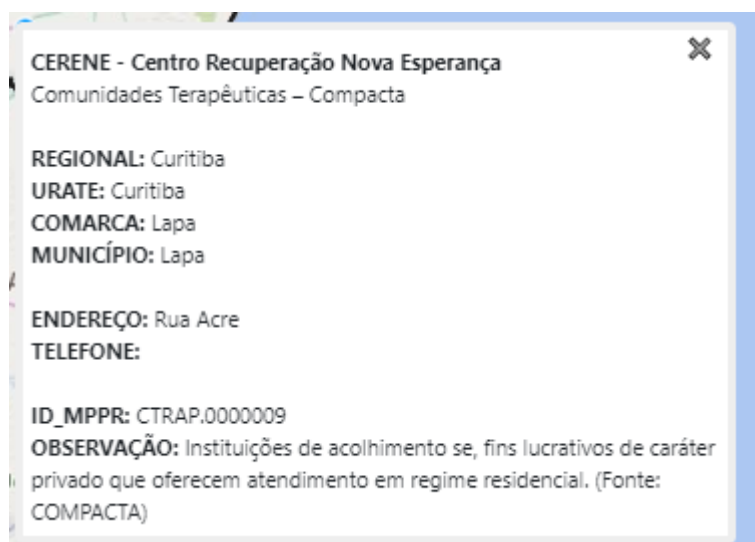 CERENE - Centro Recuperação Nova Esperança
Comunidades Terapêuticas – Compacta
REGIONAL: Curitiba
URATE: Curitiba
COMARCA: Lapa
MUNICÍPIO: Lapa
ENDEREÇO: Rua Acre
TELEFONE:
ID_MPPR: CTRAP.0000009
OBSERVAÇÃO: Instituições de acolhimento se, fins lucrativos de caráter
privado que oferecem atendimento em regime residencial. (Fonte:
COMPACTA)